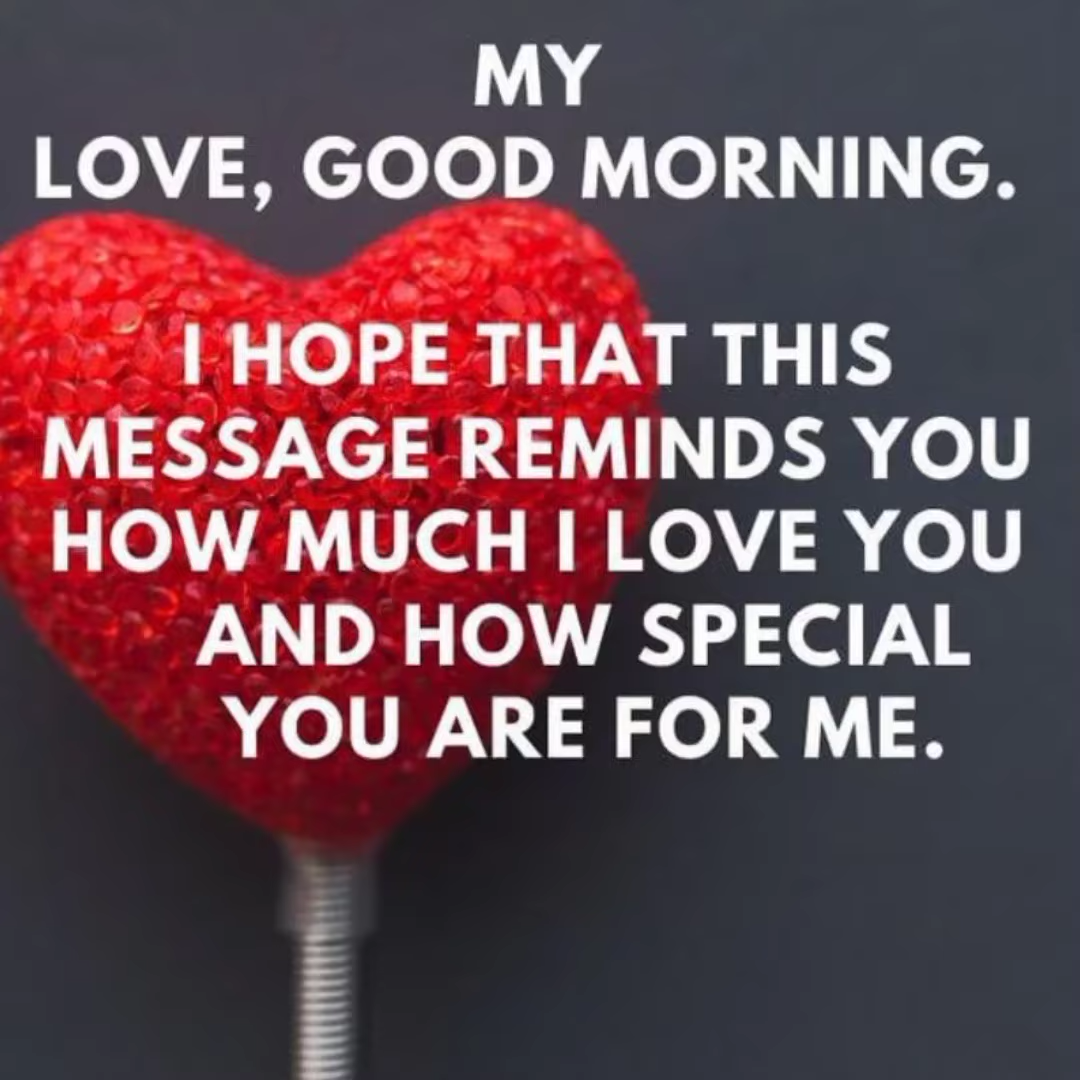 MY
LOVE, GOOD MORNING.
I HOPE THAT THIS
MESSAGE REMINDS YOU
HOW MUCH I LOVE YOU
AND HOW SPECIAL
YOU ARE FOR ME.